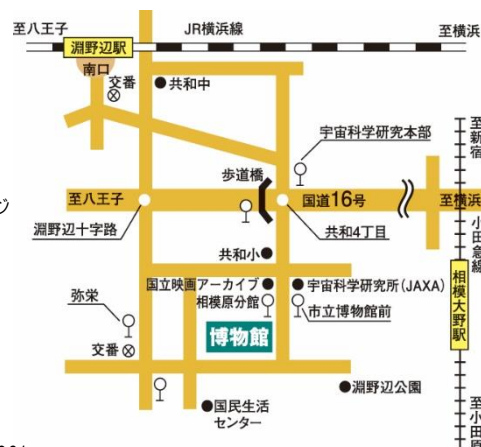 至八王子
JR横浜線
至横浜
淵野辺駅
南口
交番
共和中
至新宿
宇宙科学研究本部
歩道橋
ジ
至八王子
国道16号
至横浜
淵野辺十字路
共和4丁目
小田急線
共和小
国立映画アーカイブ
相模原分館
宇宙科学研究所(JAXA)
弥栄
市立博物館前
相模大野駅
博物館
交番
淵野辺公園
国民生活
センター
至小田原